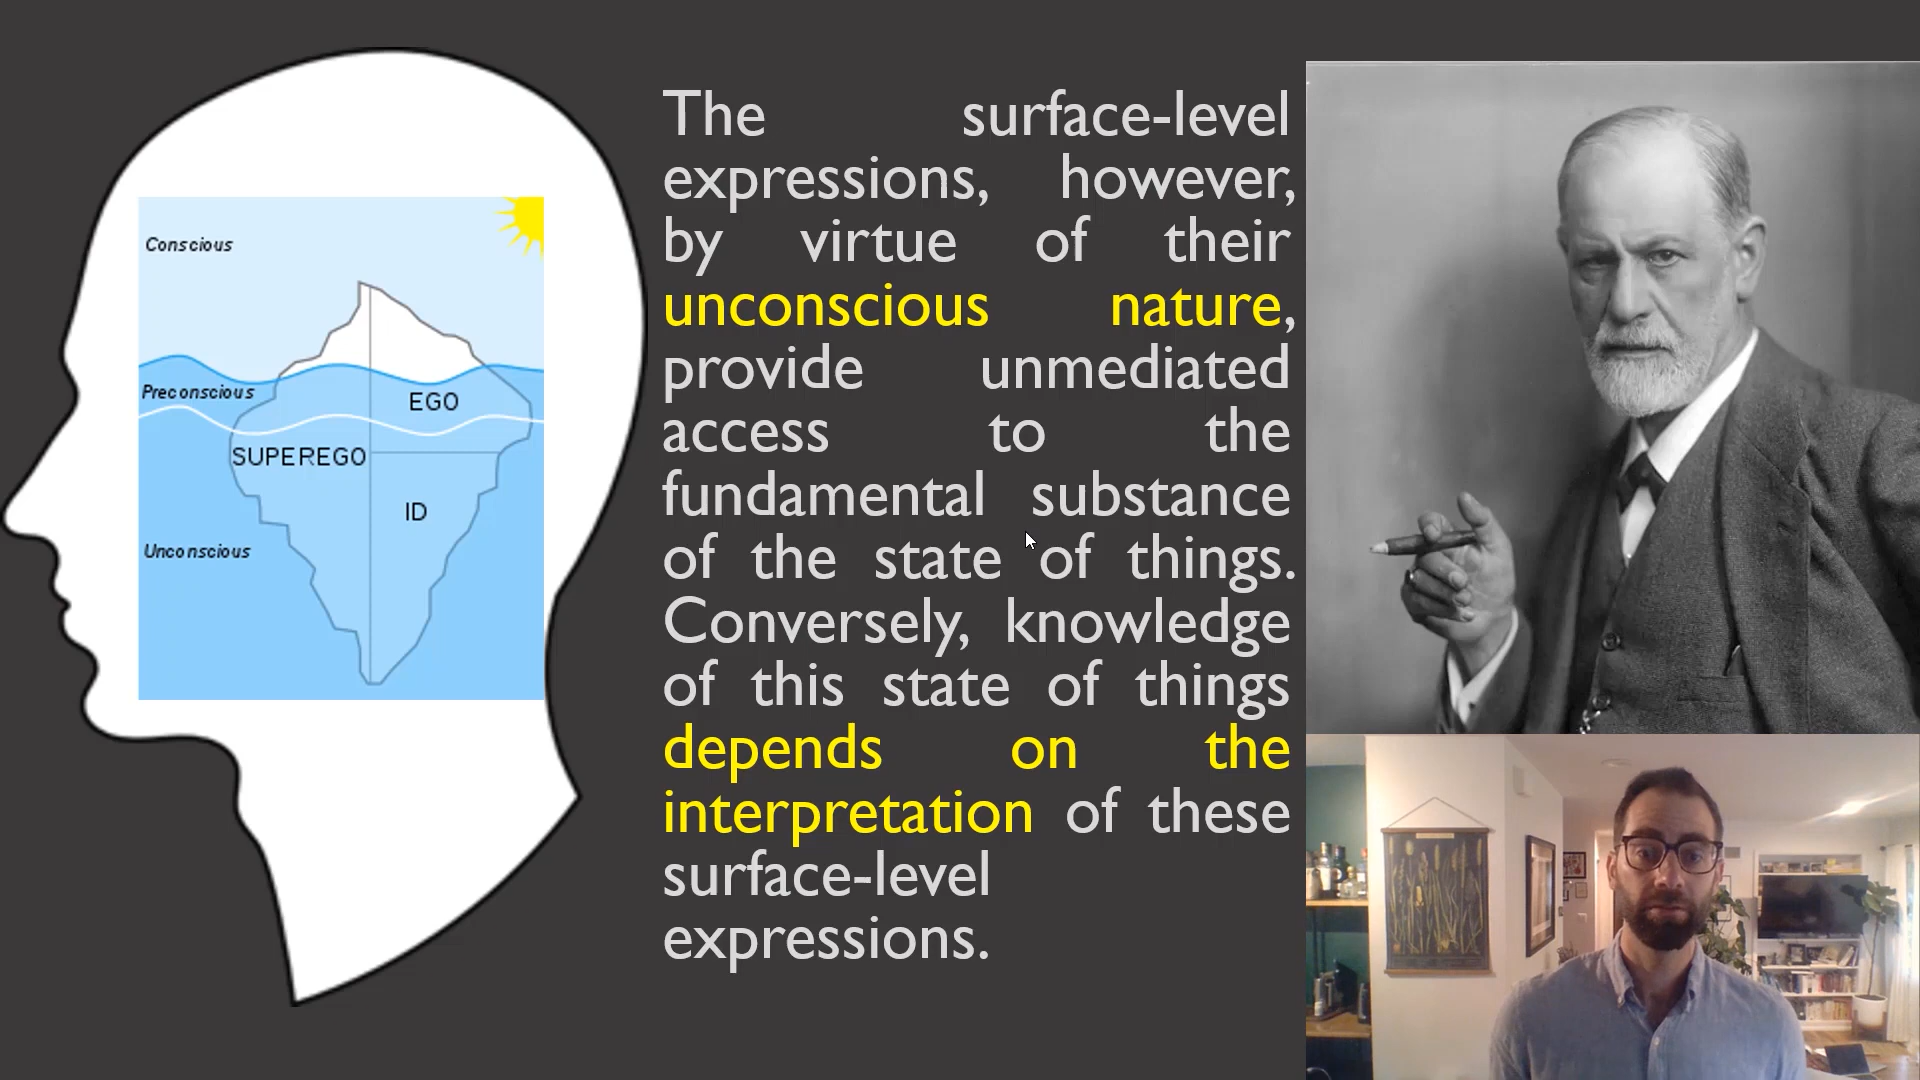 Conscious
Preconscious
EGO
SUPEREGO
ID
Unconscious
The surface-level
expressions, however,
by virtue of their
unconscious nature,
provide unmediated
access to the
fundamental substance
of the state of things.
Conversely, knowledge
of this state of things
depends on the
interpretation of these
surface-level
expressions.